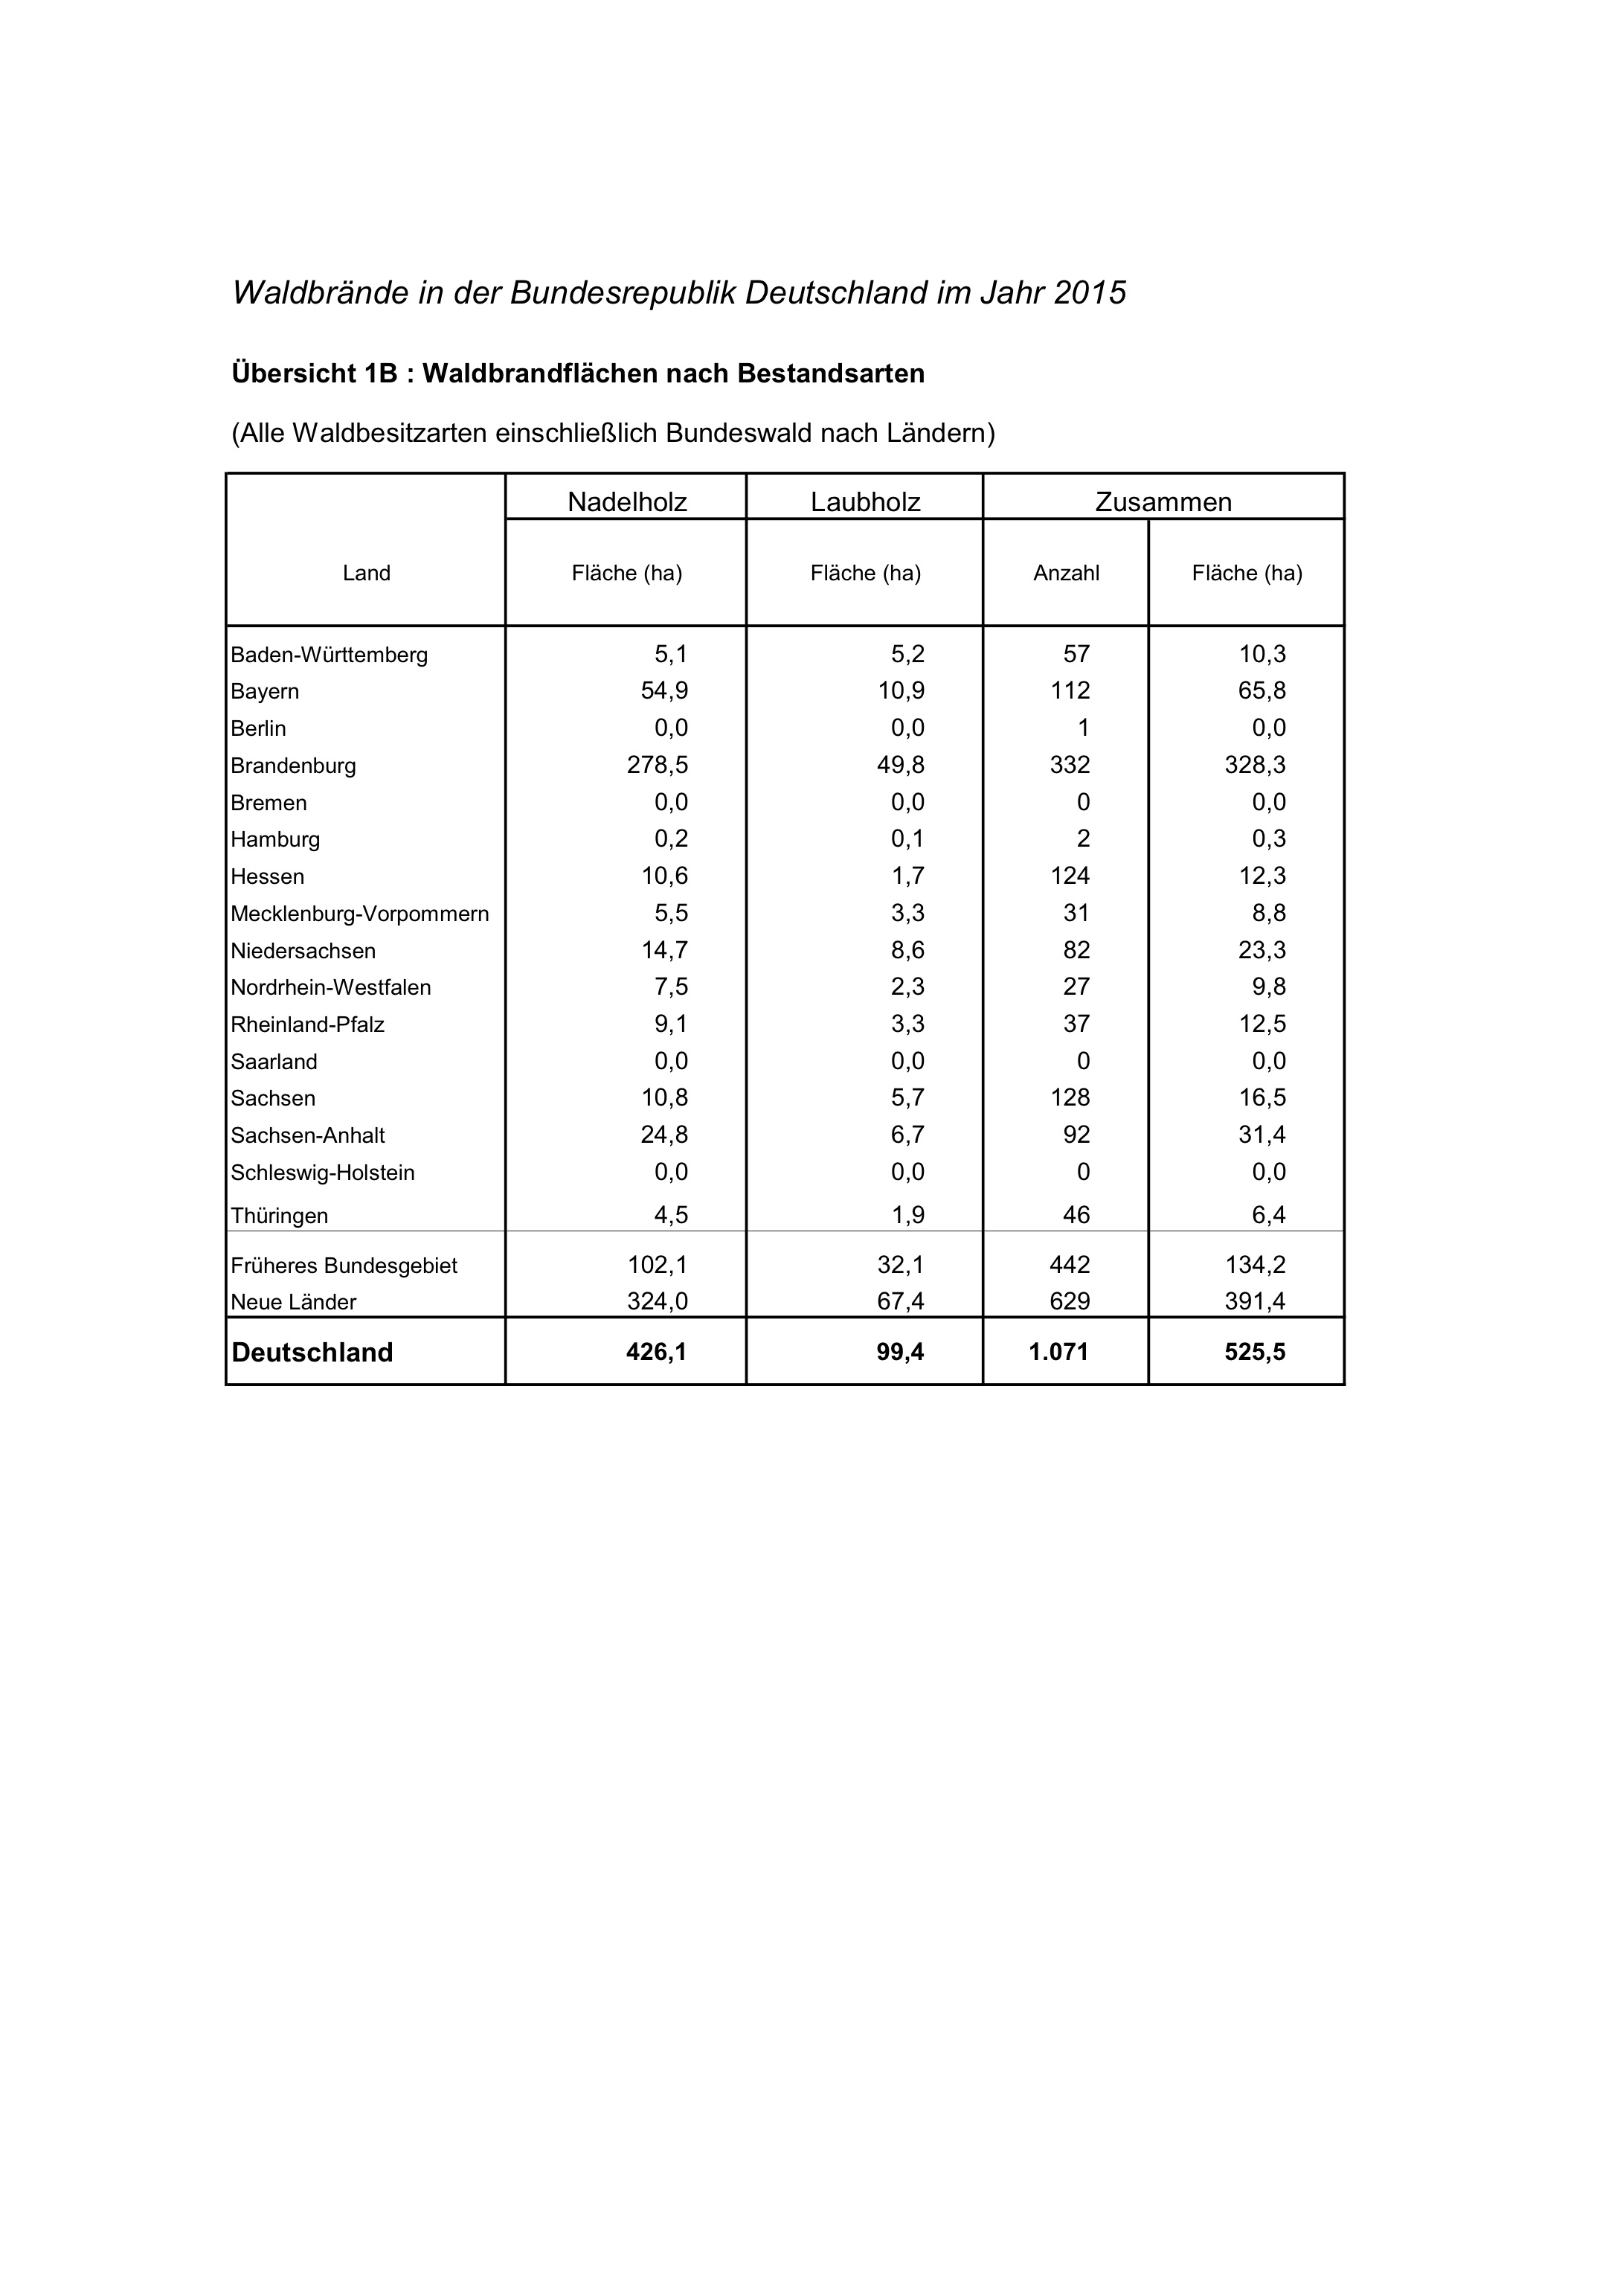 Waldbrände in der Bundesrepublik Deutschland im Jahr 2015
Übersicht 1B : Waldbrandflächen nach Bestandsarten
(Alle Waldbesitzarten einschließlich Bundeswald nach Ländern)
Nadelholz Laubholz Zusammen
Land Fläche (ha) Fläche (ha) Anzahl Fläche (ha)
Baden-Württemberg 5,1 5,2 57 10,3
Bayern 54,9 10,9 112 65,8
Berlin 0,0 0,0 1 0,0
Brandenburg 278,5 49,8 332 328,3
Bremen 0,0 0,0 0 0,0
Hamburg 0,2 0,1 2 0,3
Hessen 10,6 1,7 124 12,3
Mecklenburg-Vorpommern 5,5 3,3 31 8,8
Niedersachsen 14,7 8,6 82 23,3
Nordrhein-Westfalen 7,5 2,3 27 9,8
Rheinland-Pfalz 9,1 3,3 37 12,5
Saarland 0,0 0,0 0 0,0
Sachsen 10,8 5,7 128 16,5
Sachsen-Anhalt 24,8 6,7 92 31,4
Schleswig-Holstein 0,0 0,0 0 0,0
Thüringen 4,5 1,9 46 6,4
Früheres Bundesgebiet 102,1 32,1 442 134,2
Neue Länder 324,0 67,4 629 391,4
Deutschland 426,1 99,4 1.071 525,5